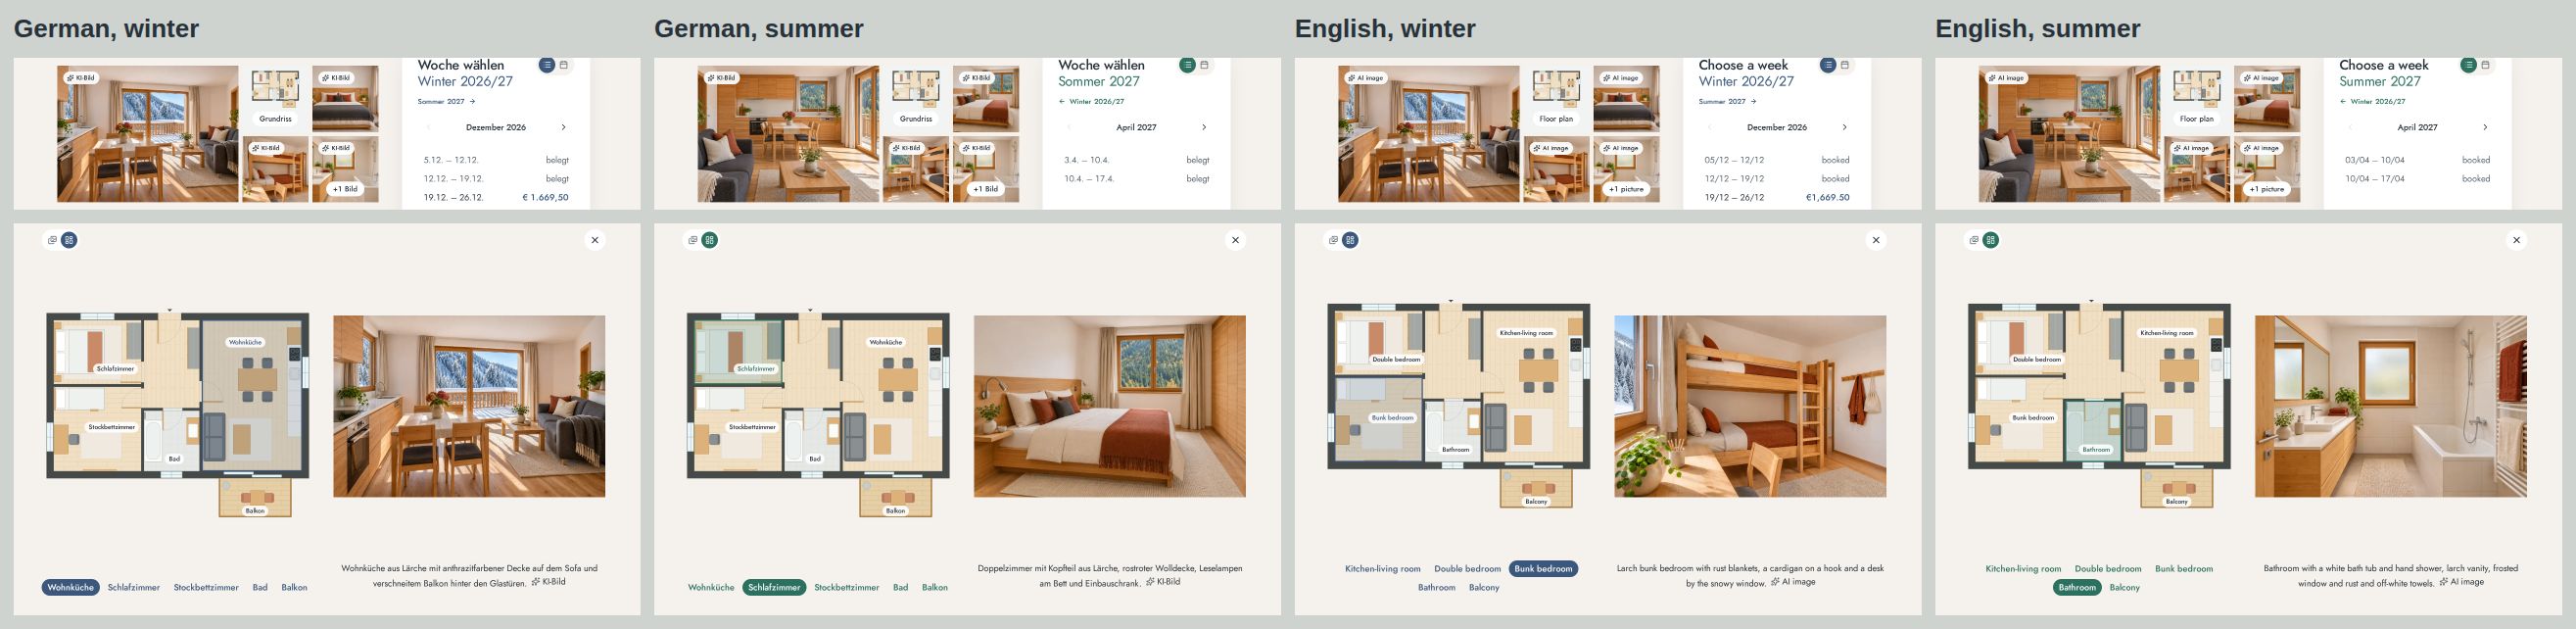 German, winter
KI-Bild
Grundriss
KI-Bild
KI-Bild
KI-Bild
+1 Bild
Woche wählen
Winter 2026/27
Sommer 2027 →
Dezember 2026
5.12. – 12.12. belegt
12.12. – 19.12. belegt
19.12. – 26.12. € 1.669,50
Wohnküche
Schlafzimmer
Stockbettzimmer
Bad
Balkon
Wohnküche Schlafzimmer Stockbettzimmer Bad Balkon
Wohnküche aus Lärche mit anthrazitfarbener Decke auf dem Sofa und
verschneitem Balkon hinter den Glastüren. KI-Bild
German, summer
KI-Bild
Grundriss
KI-Bild
KI-Bild
KI-Bild
+1 Bild
Woche wählen
Sommer 2027
← Winter 2026/27
April 2027
3.4. – 10.4. belegt
10.4. – 17.4. belegt
Wohnküche
Schlafzimmer
Stockbettzimmer
Bad
Balkon
Wohnküche Schlafzimmer Stockbettzimmer Bad Balkon
Doppelzimmer mit Kopfteil aus Lärche, rostroter Wolldecke, Leselampen
am Bett und Einbauschrank. KI-Bild
English, winter
AI image
Floor plan
AI image
AI image
AI image
+1 picture
Choose a week
Winter 2026/27
Summer 2027 →
December 2026
05/12 – 12/12 booked
12/12 – 19/12 booked
19/12 – 26/12 €1,669.50
Kitchen-living room
Double bedroom
Bunk bedroom
Bathroom
Balcony
Kitchen-living room Double bedroom Bunk bedroom
Bathroom Balcony
Larch bunk bedroom with rust blankets, a cardigan on a hook and a desk
by the snowy window. AI image
English, summer
AI image
Floor plan
AI image
AI image
AI image
+1 picture
Choose a week
Summer 2027
← Winter 2026/27
April 2027
03/04 – 10/04 booked
10/04 – 17/04 booked
Kitchen-living room
Double bedroom
Bunk bedroom
Bathroom
Balcony
Kitchen-living room Double bedroom Bunk bedroom
Bathroom Balcony
Bathroom with a white bath tub and hand shower, larch vanity, frosted
window and rust and off-white towels. AI image